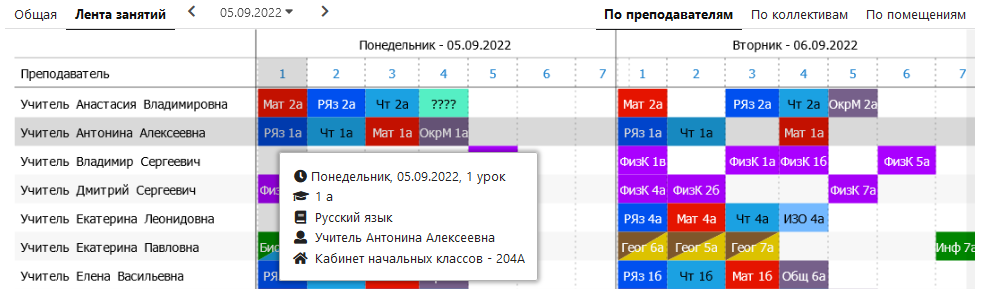 Общая Лента занятий 05.09.2022 По преподавателям По коллективам По помещениям
Понедельник - 05.09.2022 Вторник - 06.09.2022
Преподаватель 1 2 3 4 5 6 7 1 2 3 4 5 6 7
Учитель Анастасия Владимировна Мат 2а РЯз 2а Чт 2а ???? Мат 2а РЯз 2а Чт 2а ОкрМ 2а
Учитель Антонина Алексеевна РЯз 1а Чт 1а Мат 1а ОкрМ 1а РЯз 1а Чт 1а Мат 1а
Учитель Владимир Сергеевич ФизК 1в ФизК 1а ФизК 1б ФизК 5а
Понедельник, 05.09.2022, 1 урок
Учитель Дмитрий Сергеевич ФизК 4а ФизК 2б ФизК 7а
1 а
Русский язык
Учитель Екатерина Леонидовна РЯз 4а Мат 4а Чт 4а ИЗО 4а
Учитель Антонина Алексеевна
Учитель Екатерина Павловна Геог 6а Геог 5а Геог 7а Инф 7а
Кабинет начальных классов - 204А
Учитель Елена Васильевна РЯз 1б Чт 1б Мат 1б Общ 6а